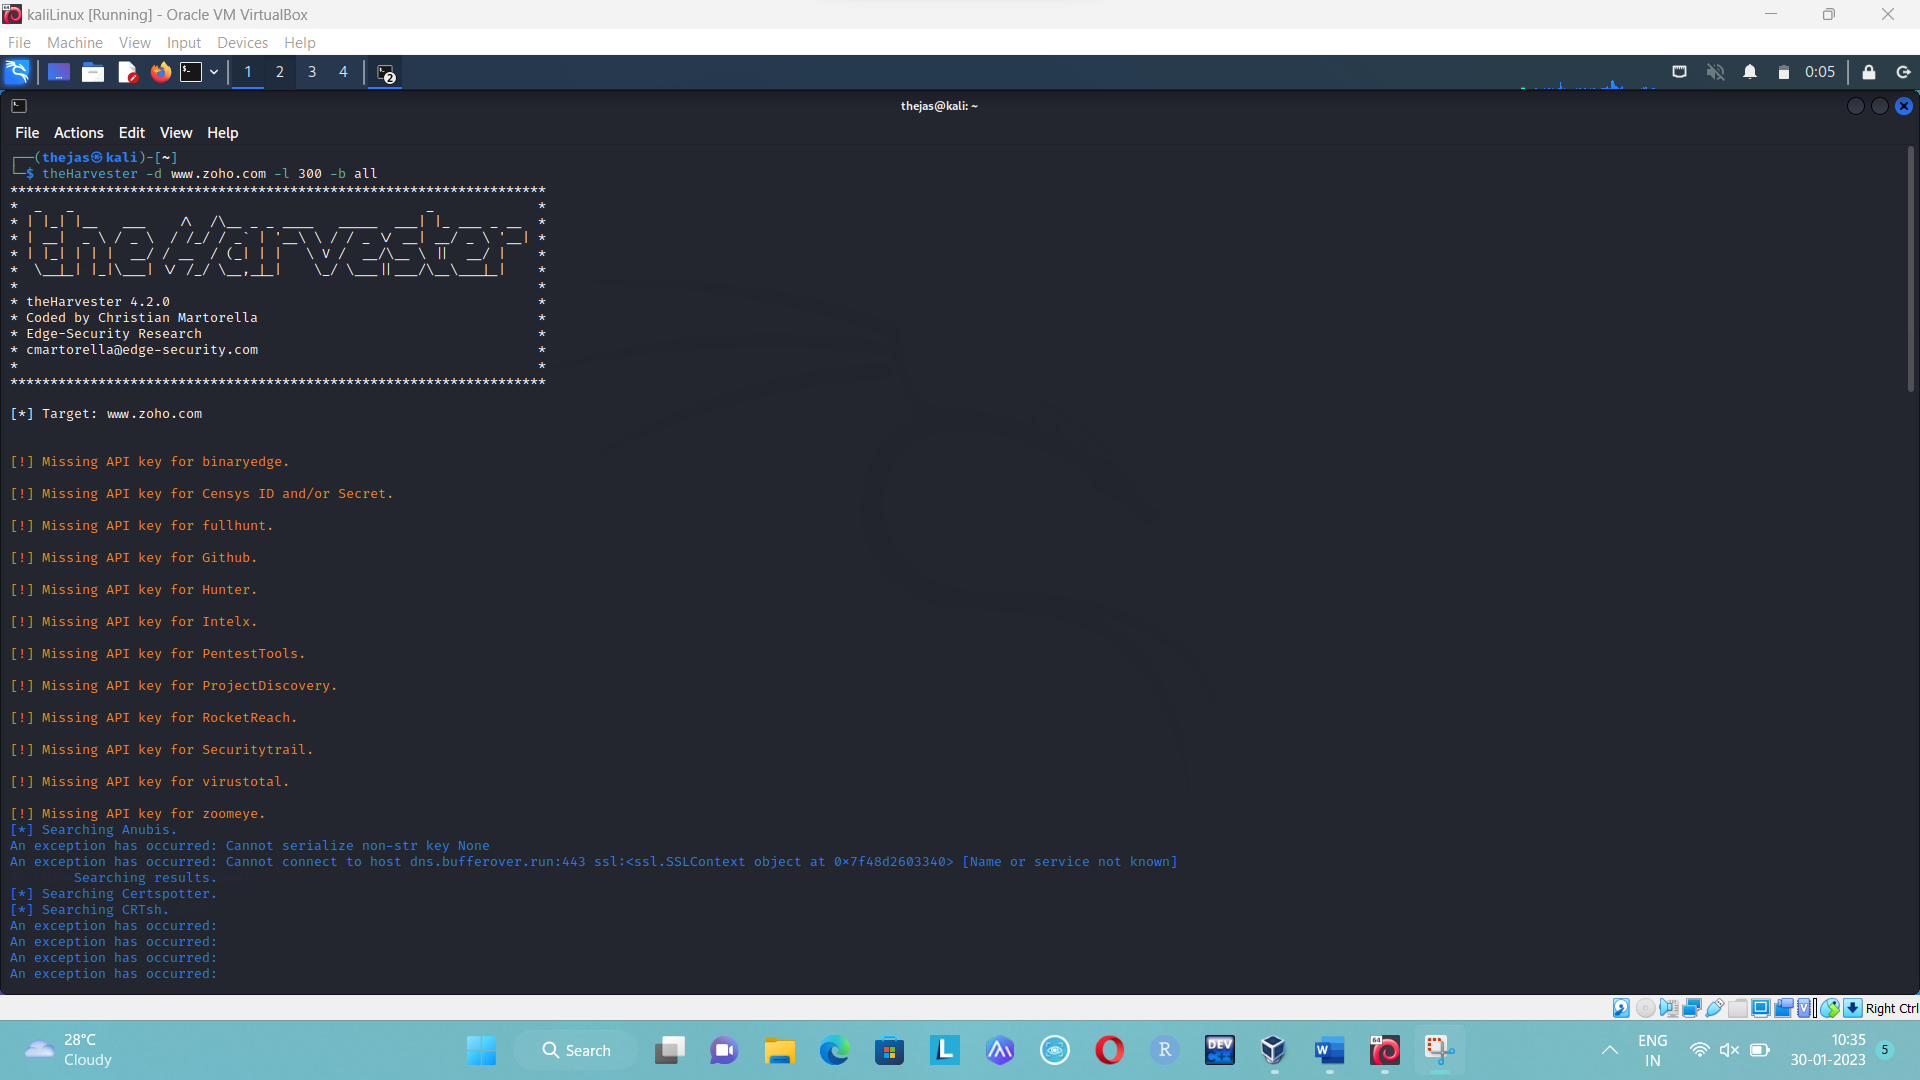 kaliLinux [Running] - Oracle VM VirtualBox
File Machine View Input Devices Help
1 2 3 4 2 0:05
thejas@kali: ~
File Actions Edit View Help
┌──(thejas㉿kali)-[~]
└─$ theHarvester -d www.zoho.com -l 300 -b all
*******************************************************************
* theHarvester *
* theHarvester 4.2.0 *
* Coded by Christian Martorella *
* Edge-Security Research *
* cmartorella@edge-security.com *
* *
*******************************************************************
[*] Target: www.zoho.com
[!] Missing API key for binaryedge.
[!] Missing API key for Censys ID and/or Secret.
[!] Missing API key for fullhunt.
[!] Missing API key for Github.
[!] Missing API key for Hunter.
[!] Missing API key for Intelx.
[!] Missing API key for PentestTools.
[!] Missing API key for ProjectDiscovery.
[!] Missing API key for RocketReach.
[!] Missing API key for Securitytrail.
[!] Missing API key for virustotal.
[!] Missing API key for zoomeye.
[*] Searching Anubis.
An exception has occurred: Cannot serialize non-str key None
An exception has occurred: Cannot connect to host dns.bufferover.run:443 ssl:<ssl.SSLContext object at 0×7f48d2603340> [Name or service not known]
Searching results.
[*] Searching Certspotter.
[*] Searching CRTsh.
An exception has occurred:
An exception has occurred:
An exception has occurred:
An exception has occurred:
Right Ctrl
28°C
Cloudy
Search
L
R
DEV
C++
W
64
ENG
IN
10:35
30-01-2023
5